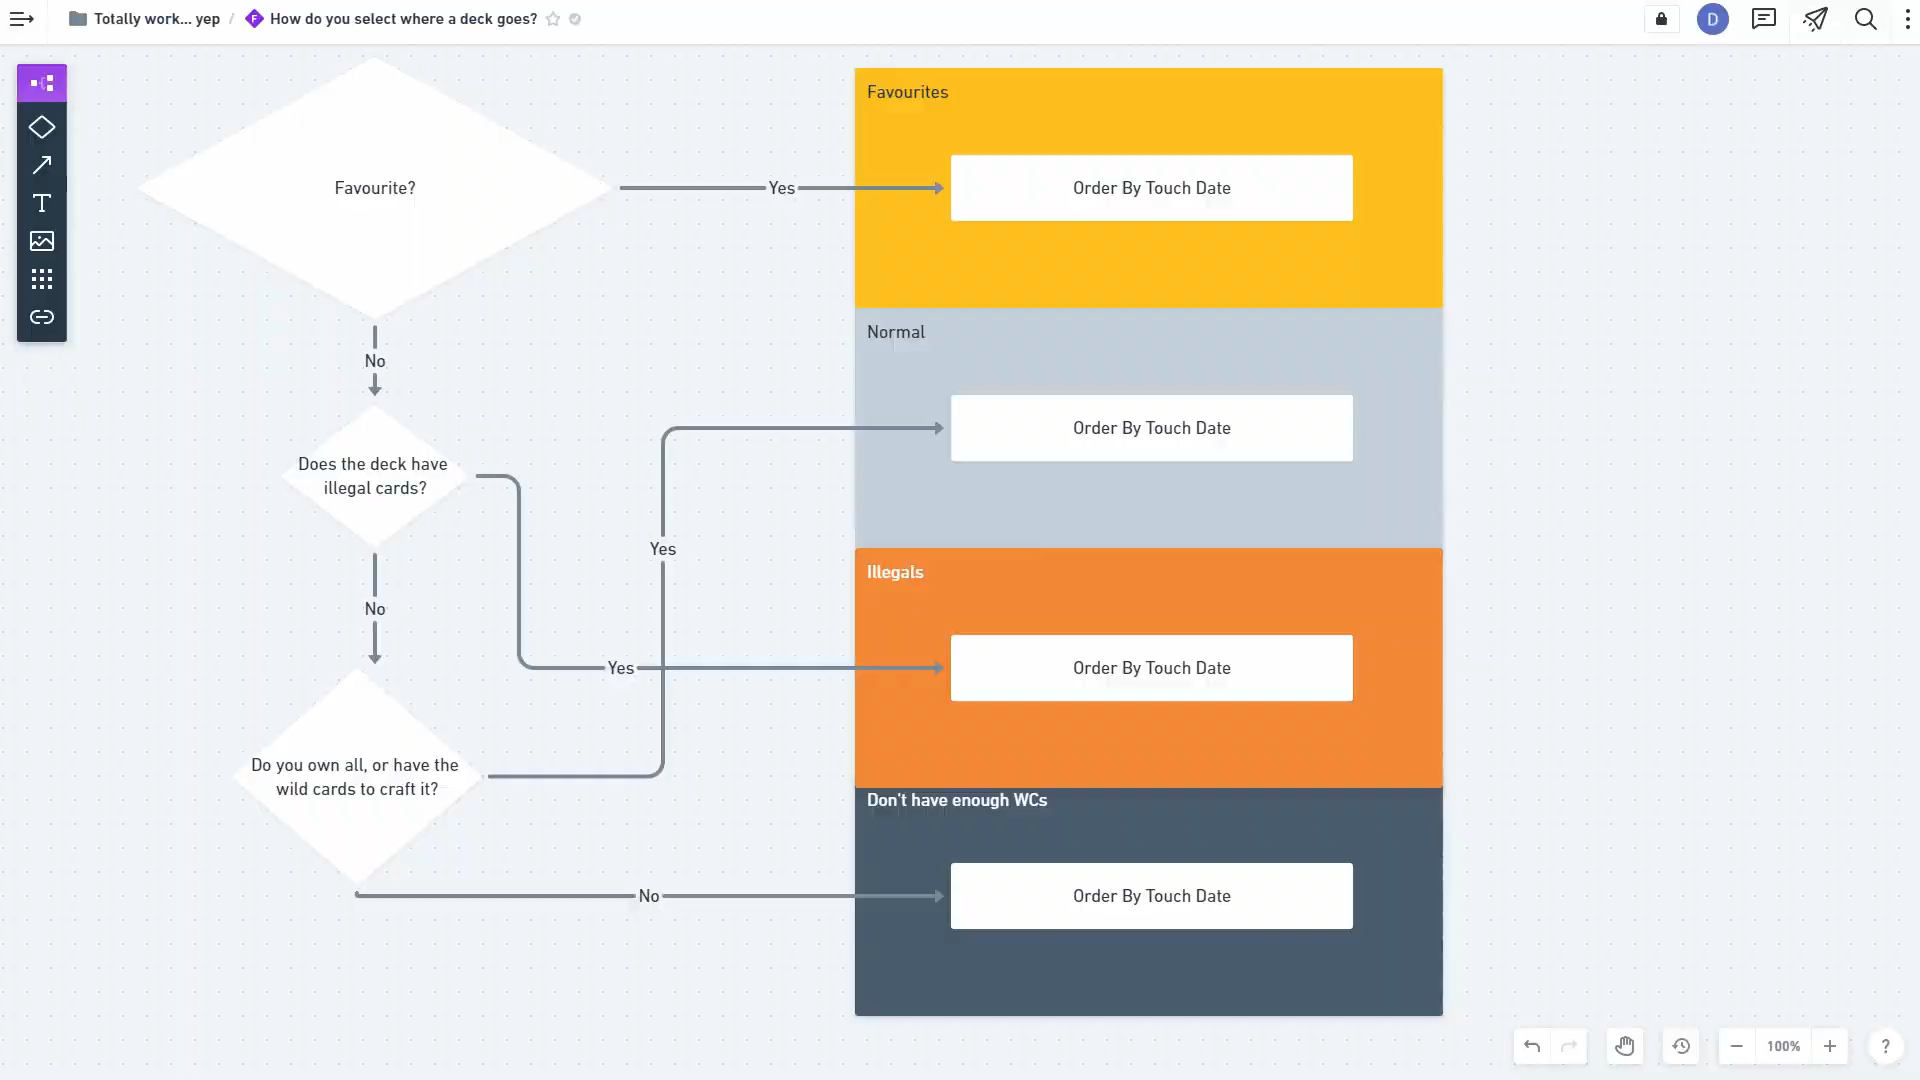 Totally work... yep / How do you select where a deck goes?
D
Favourites
Favourite?
Yes
Order By Touch Date
Normal
No
Order By Touch Date
Does the deck have
illegal cards?
Yes
Illegals
No
Yes
Order By Touch Date
Do you own all, or have the
wild cards to craft it?
Don't have enough WCs
No
Order By Touch Date
100%
?